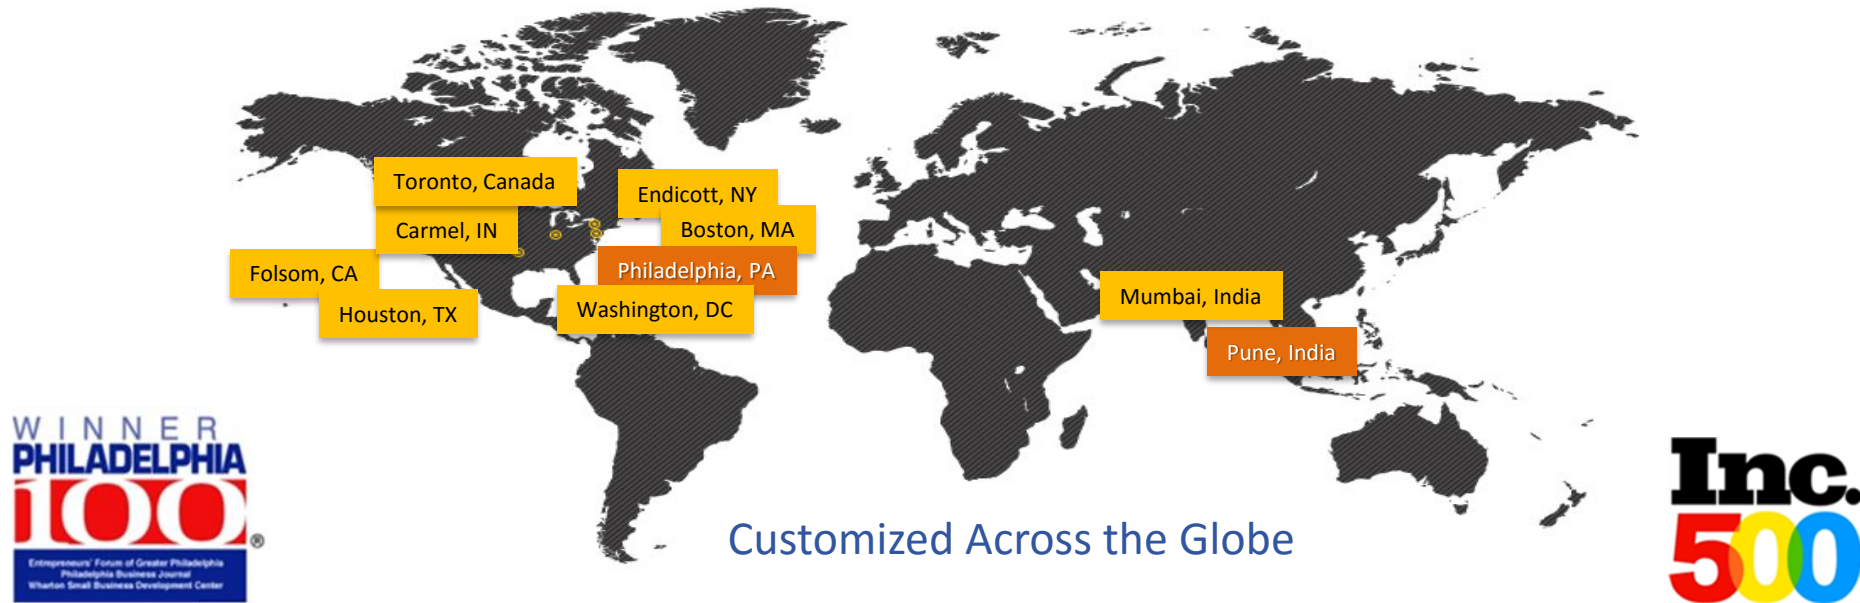 Toronto, Canada
Endicott, NY
Carmel, IN
Boston, MA
Folsom, CA
Philadelphia, PA
Houston, TX
Washington, DC
Mumbai, India
Pune, India
WINNER
PHILADELPHIA
100®
Entrepreneurs' Forum of Greater Philadelphia
Philadelphia Business Journal
Wharton Small Business Development Center
Customized Across the Globe
Inc.
500